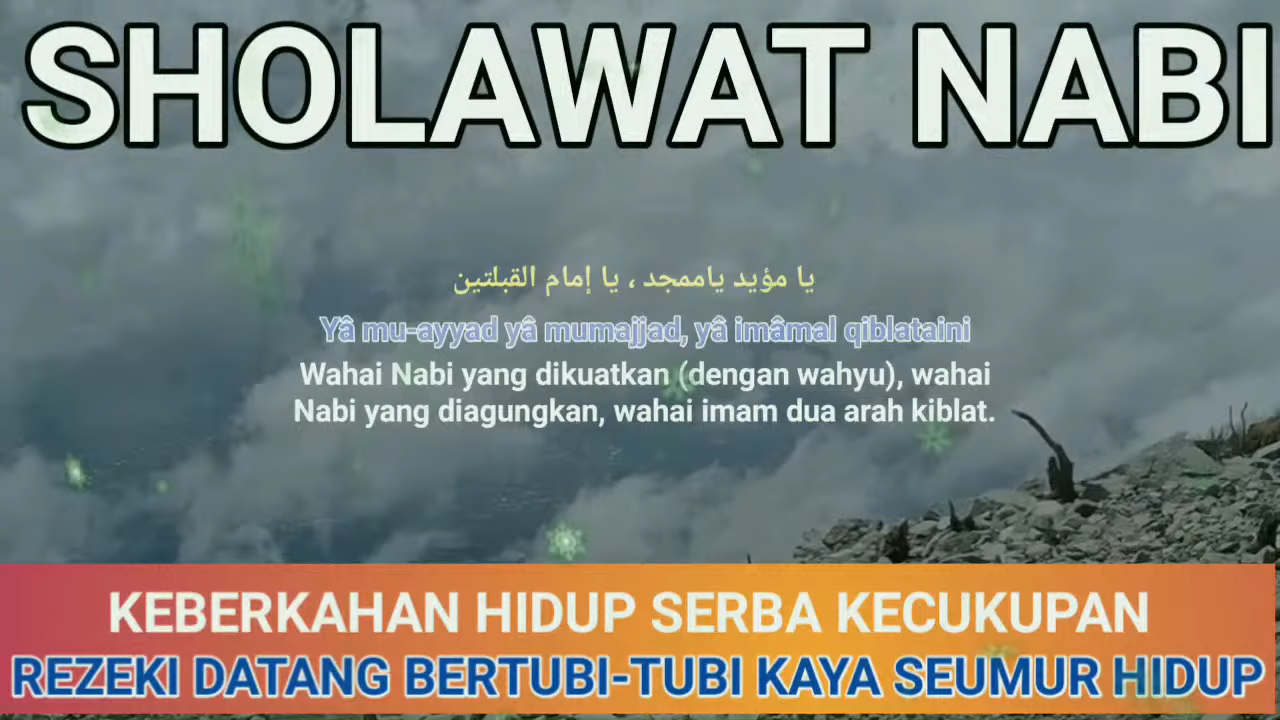 SHOLAWAT NABI
يا مؤيد ياممجد ، يا إمام القبلتين
Yâ mu-ayyad yâ mumajjad, yâ imâmal qiblataini
Wahai Nabi yang dikuatkan (dengan wahyu), wahai
Nabi yang diagungkan, wahai imam dua arah kiblat.
KEBERKAHAN HIDUP SERBA KECUKUPAN
REZEKI DATANG BERTUBI-TUBI KAYA SEUMUR HIDUP